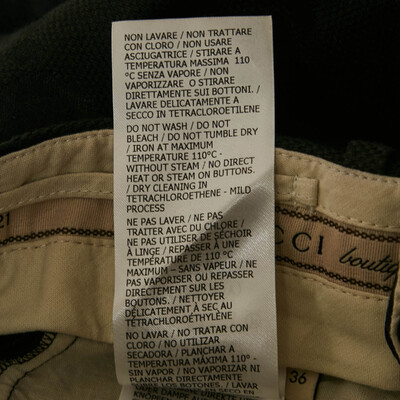 NON LAVARE / NON TRATTARE
CON CLORO / NON USARE
ASCIUGATRICE / STIRARE A
TEMPERATURA MASSIMA 110
°C SENZA VAPORE / NON
VAPORIZZARE O STIRARE
DIRETTAMENTE SUI BOTTONI. /
LAVARE DELICATAMENTE A
SECCO IN TETRACLOROETILENE
DO NOT WASH / DO NOT
BLEACH / DO NOT TUMBLE DRY
/ IRON AT MAXIMUM
TEMPERATURE 110°C -
WITHOUT STEAM / NO DIRECT
HEAT OR STEAM ON BUTTONS.
/ DRY CLEANING IN
TETRACHLOROETHENE - MILD
PROCESS
NE PAS LAVER / NE PAS
TRAITER AVEC DU CHLORE /
NE PAS UTILISER DE SÉCHOIR
À LINGE / REPASSER À UNE
TEMPÉRATURE DE 110 °C
MAXIMUM – SANS VAPEUR / NE
PAS VAPORISER OU REPASSER
DIRECTEMENT SUR LES
BOUTONS. / NETTOYER
DÉLICATEMENT À SEC AU
TÉTRACHLOROÉTHYLÈNE
NO LAVAR / NO TRATAR CON
CLORO / NO UTILIZAR
SECADORA / PLANCHAR A
TEMPERATURA MÁXIMA 110° -
SIN VAPOR / NO VAPORIZAR NI
PLANCHAR DIRECTAMENTE
SOBRE LOS BOTONES. / LAVAR
21
CCI boutiq
36